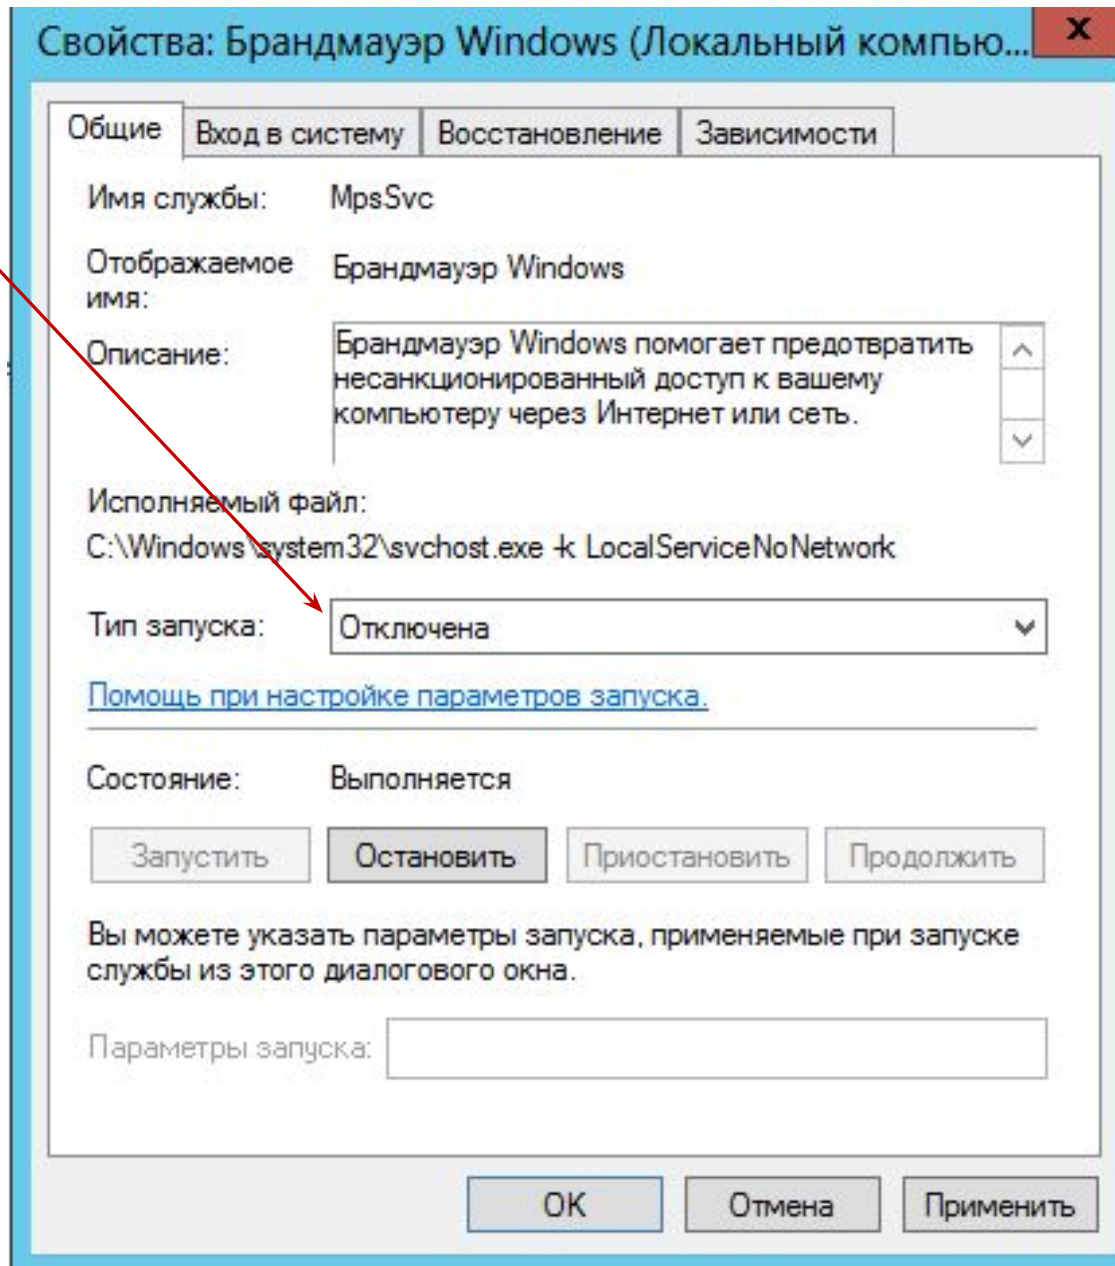 Свойства: Брандмауэр Windows (Локальный компью...
Общие Вход в систему Восстановление Зависимости
Имя службы: MpsSvc
Отображаемое имя: Брандмауэр Windows
Описание: Брандмауэр Windows помогает предотвратить
несанкционированный доступ к вашему
компьютеру через Интернет или сеть.
Исполняемый файл:
C:\Windows\system32\svchost.exe -k LocalServiceNoNetwork
Тип запуска: Отключена
Помощь при настройке параметров запуска.
Состояние: Выполняется
Запустить Остановить Приостановить Продолжить
Вы можете указать параметры запуска, применяемые при запуске
службы из этого диалогового окна.
Параметры запуска:
OK Отмена Применить